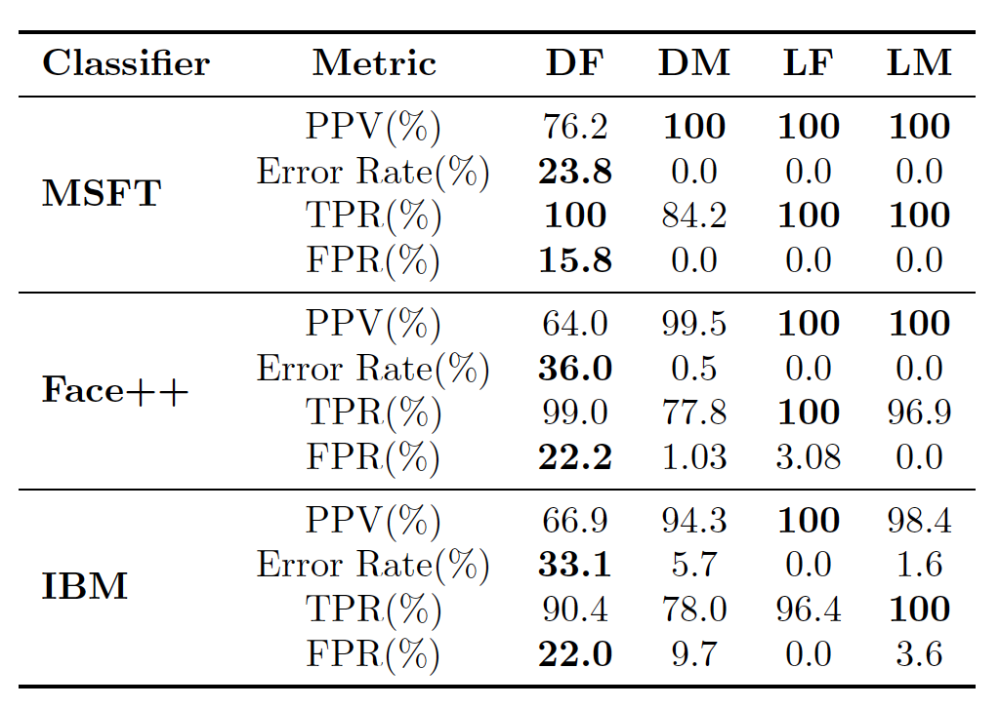 Classifier Metric DF DM LF LM
PPV(%) 76.2 100 100 100
Error Rate(%) 23.8 0.0 0.0 0.0
MSFT
TPR(%) 100 84.2 100 100
FPR(%) 15.8 0.0 0.0 0.0
PPV(%) 64.0 99.5 100 100
Error Rate(%) 36.0 0.5 0.0 0.0
Face++
TPR(%) 99.0 77.8 100 96.9
FPR(%) 22.2 1.03 3.08 0.0
PPV(%) 66.9 94.3 100 98.4
Error Rate(%) 33.1 5.7 0.0 1.6
IBM
TPR(%) 90.4 78.0 96.4 100
FPR(%) 22.0 9.7 0.0 3.6